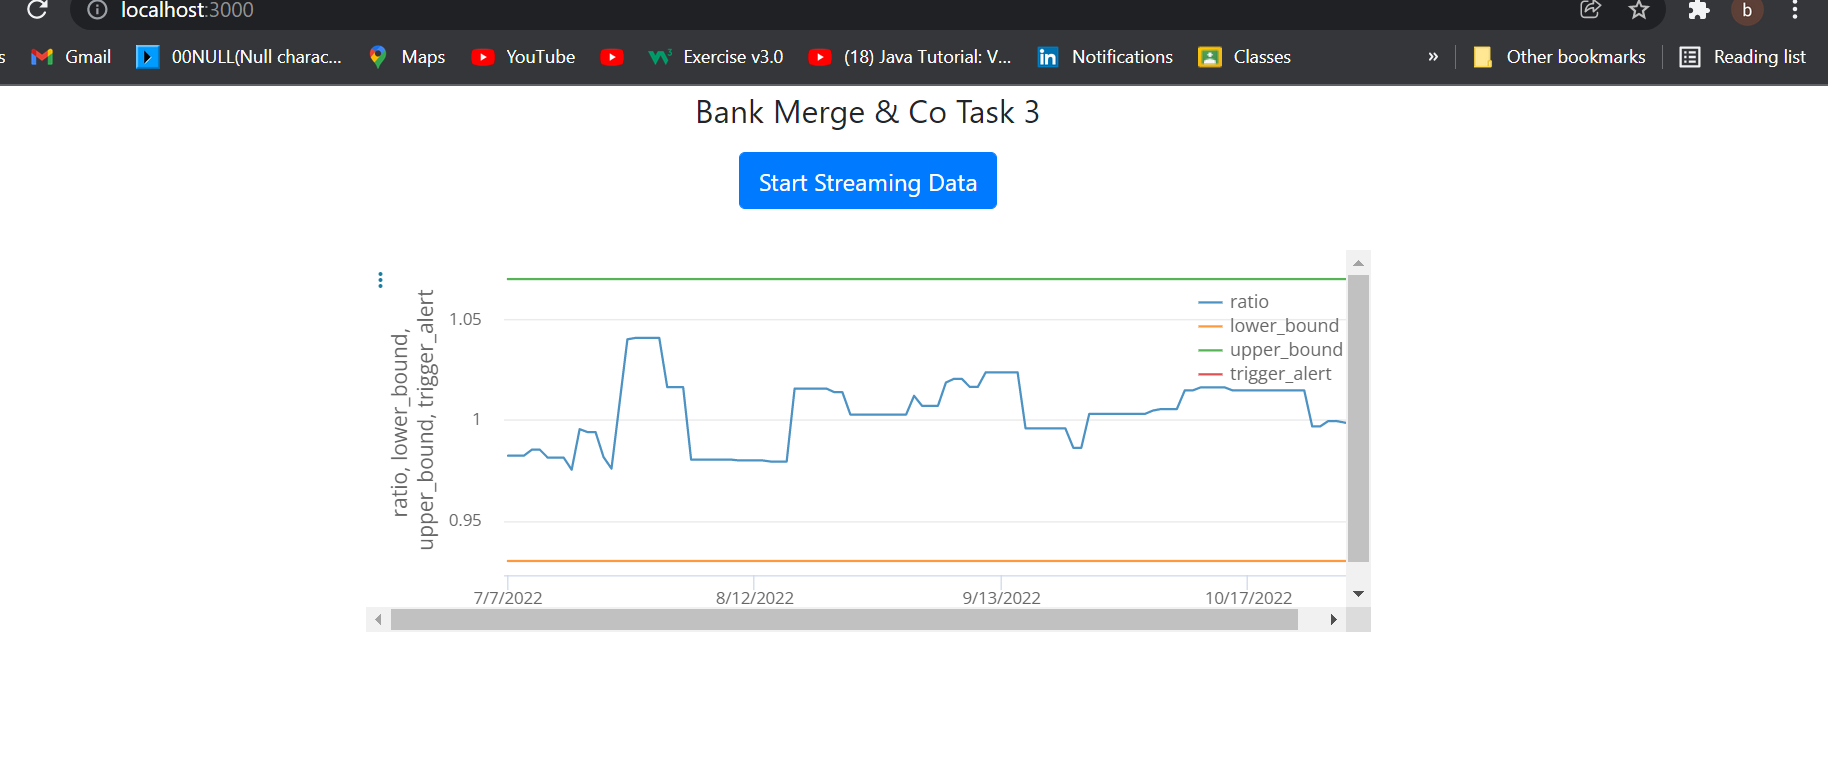 localhost:3000
b
s
Gmail
00NULL(Null charac...
Maps
YouTube
Exercise v3.0
(18) Java Tutorial: V...
in
Notifications
Classes
»
Other bookmarks
Reading list
Bank Merge & Co Task 3
Start Streaming Data
ratio, lower_bound,
upper_bound, trigger_alert
1.05
1
0.95
ratio
lower_bound
upper_bound
trigger_alert
7/7/2022
8/12/2022
9/13/2022
10/17/2022